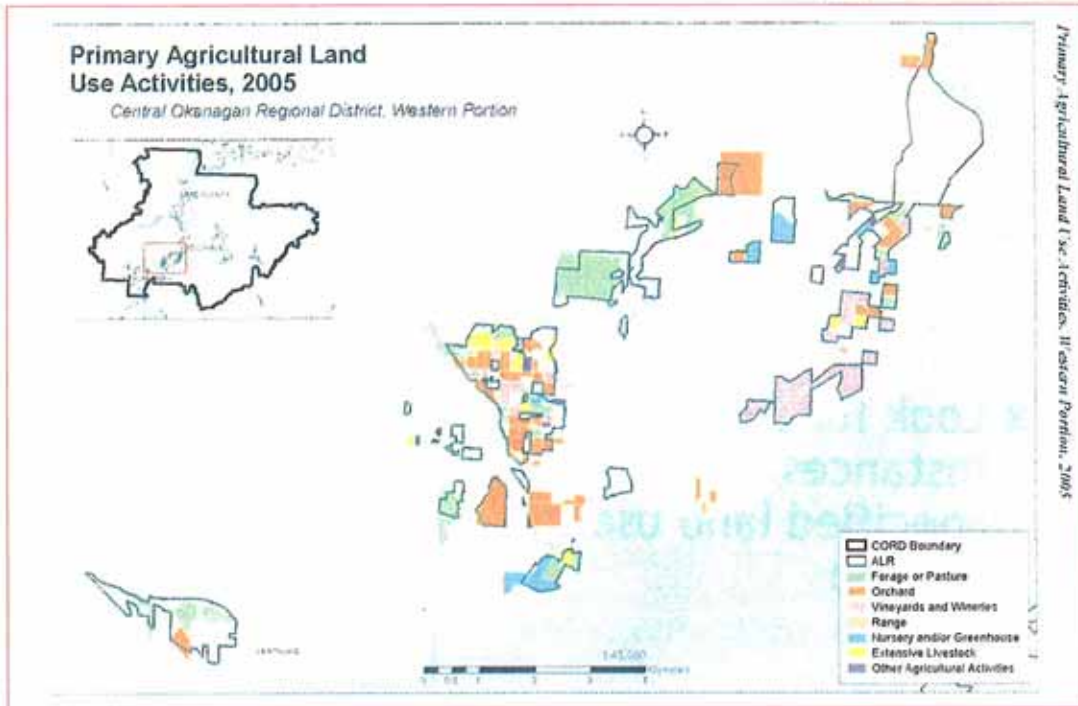 Primary Agricultural Land
Use Activities, 2005
Central Okanagan Regional District, Western Portion
Primary Agricultural Land Use Activities, Western Portion, 2005
CORD Boundary
ALR
Forage or Pasture
Orchard
Vineyards and Wineries
Range
Nursery and/or Greenhouse
Extensive Livestock
Other Agricultural Activities